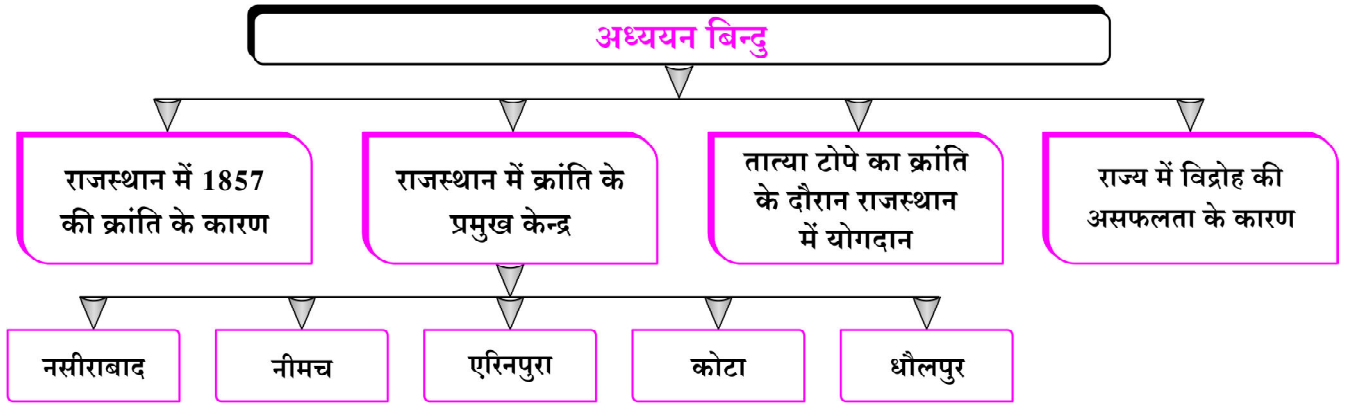 अध्ययन बिन्दु
राजस्थान में 1857
की क्रांति के कारण
राजस्थान में क्रांति के
प्रमुख केन्द्र
तात्या टोपे का क्रांति
के दौरान राजस्थान
में योगदान
राज्य में विद्रोह की
असफलता के कारण
नसीराबाद
नीमच
एरिनपुरा
कोटा
धौलपुर